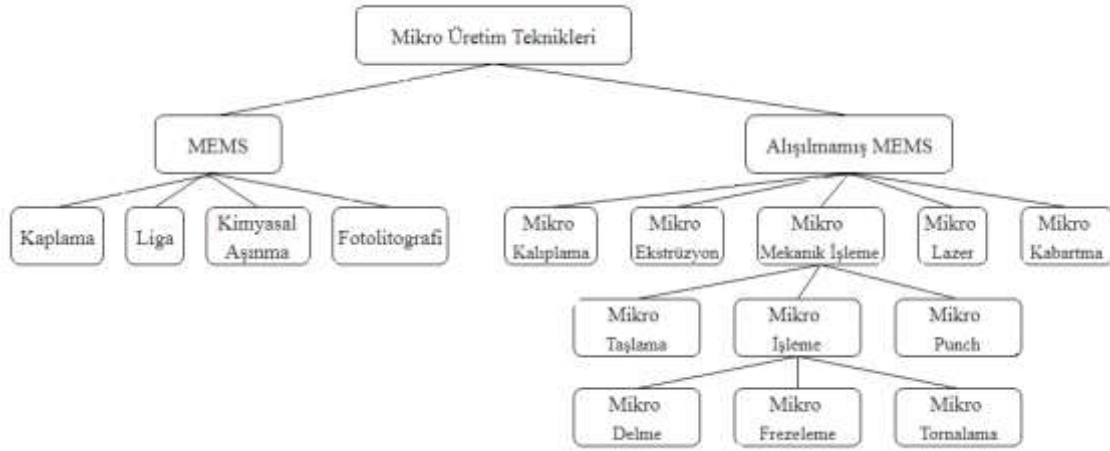 Mikro Üretim Teknikleri
MEMS
Alışılmamış MEMS
Kaplama
Liga
Kimyasal
Aşınma
Fotolitografi
Mikro
Kalıplama
Mikro
Ekstrüzyon
Mikro
Mekanik İşleme
Mikro
Lazer
Mikro
Kabartma
Mikro
Taşlama
Mikro
İşleme
Mikro
Punch
Mikro
Delme
Mikro
Frezeleme
Mikro
Tornalama